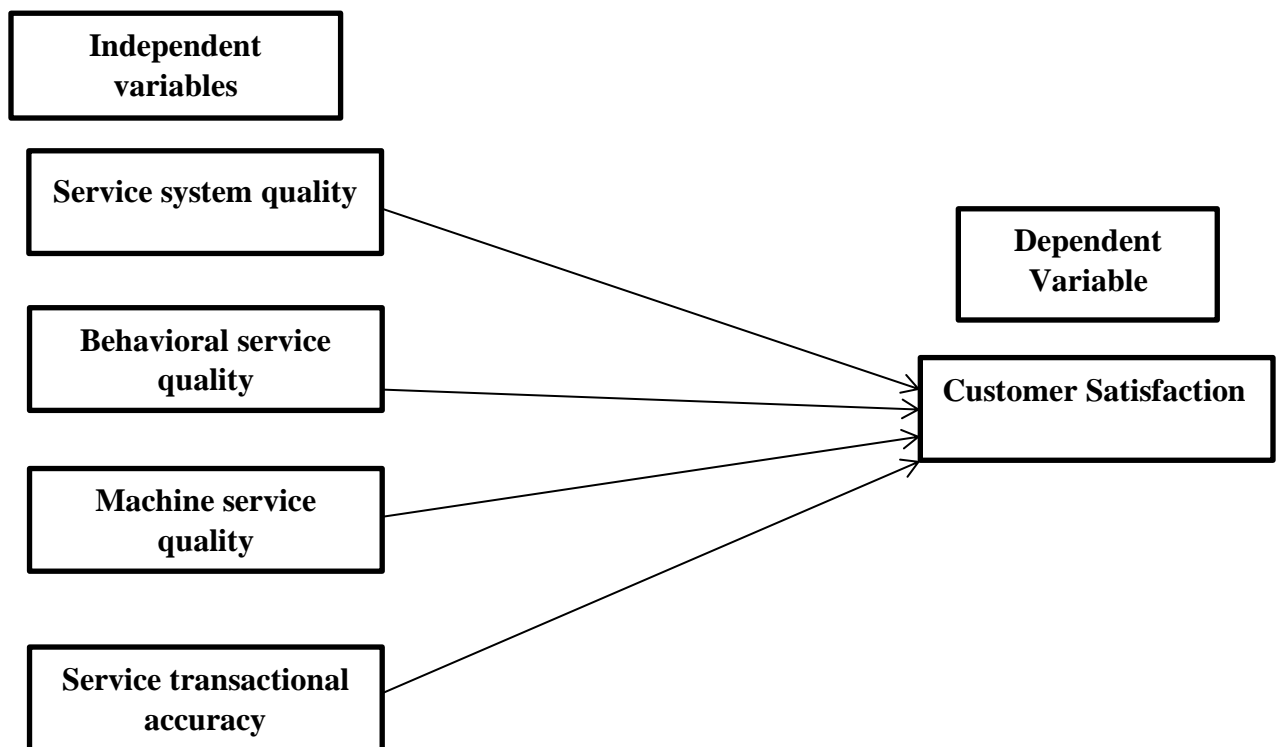 Independent
variables
Service system quality
Behavioral service
quality
Machine service
quality
Service transactional
accuracy
Dependent
Variable
Customer Satisfaction